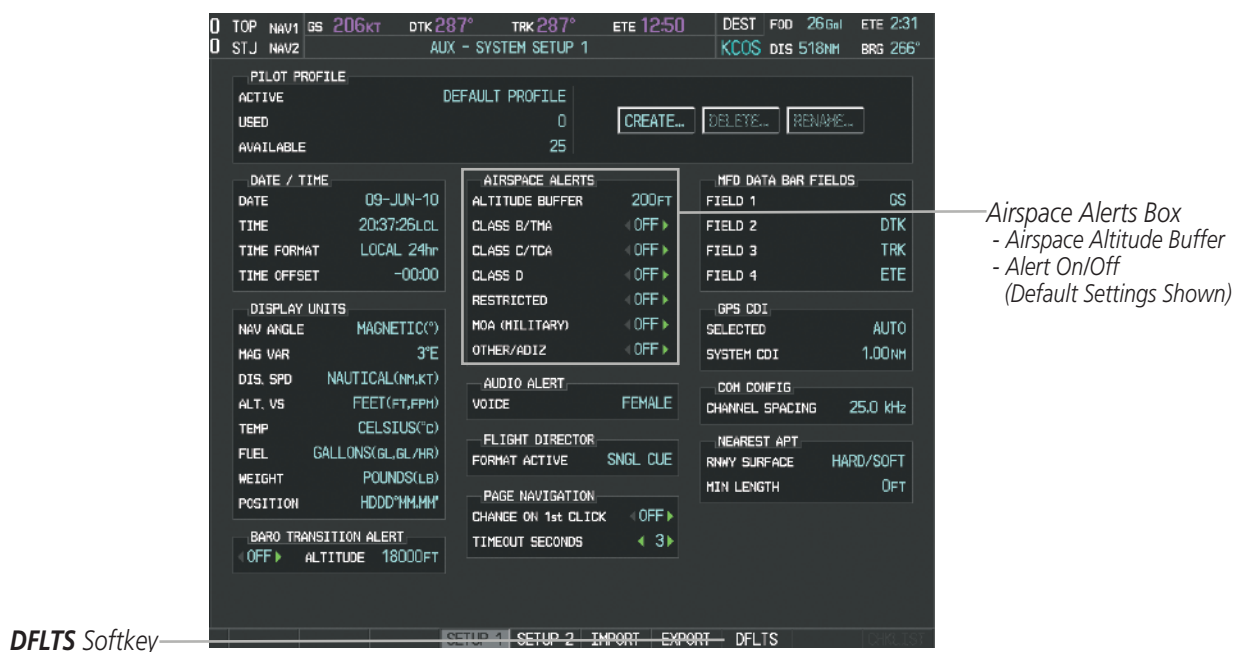 0 TOP NAV1 GS 206KT DTK 287° TRK 287° ETE 12:50 DEST FOD 26Gal ETE 2:31
0 STJ NAV2 AUX - SYSTEM SETUP 1 KCOS DIS 518NM BRG 266°
PILOT PROFILE
ACTIVE DEFAULT PROFILE
USED 0
AVAILABLE 25
CREATE... DELETE... RENAME...
DATE / TIME
DATE 09-JUN-10
TIME 20:37:26LCL
TIME FORMAT LOCAL 24hr
TIME OFFSET -00:00
DISPLAY UNITS
NAV ANGLE MAGNETIC(°)
MAG VAR 3°E
DIS, SPD NAUTICAL(NM,KT)
ALT, VS FEET(FT,FPM)
TEMP CELSIUS(°C)
FUEL GALLONS(GL,GL/HR)
WEIGHT POUNDS(LB)
POSITION HDDD°MM.MM'
BARO TRANSITION ALERT
OFF ALTITUDE 18000FT
AIRSPACE ALERTS
ALTITUDE BUFFER 200FT
CLASS B/TMA OFF
CLASS C/TCA OFF
CLASS D OFF
RESTRICTED OFF
MOA (MILITARY) OFF
OTHER/ADIZ OFF
AUDIO ALERT
VOICE FEMALE
FLIGHT DIRECTOR
FORMAT ACTIVE SNGL CUE
PAGE NAVIGATION
CHANGE ON 1st CLICK OFF
TIMEOUT SECONDS 3
MFD DATA BAR FIELDS
FIELD 1 GS
FIELD 2 DTK
FIELD 3 TRK
FIELD 4 ETE
GPS CDI
SELECTED AUTO
SYSTEM CDI 1.00NM
COM CONFIG
CHANNEL SPACING 25.0 kHz
NEAREST APT
RNWY SURFACE HARD/SOFT
MIN LENGTH 0FT
Airspace Alerts Box
- Airspace Altitude Buffer
- Alert On/Off
(Default Settings Shown)
DFLTS Softkey
SETUP 1 SETUP 2 IMPORT EXPORT DFLTS CHKLIST